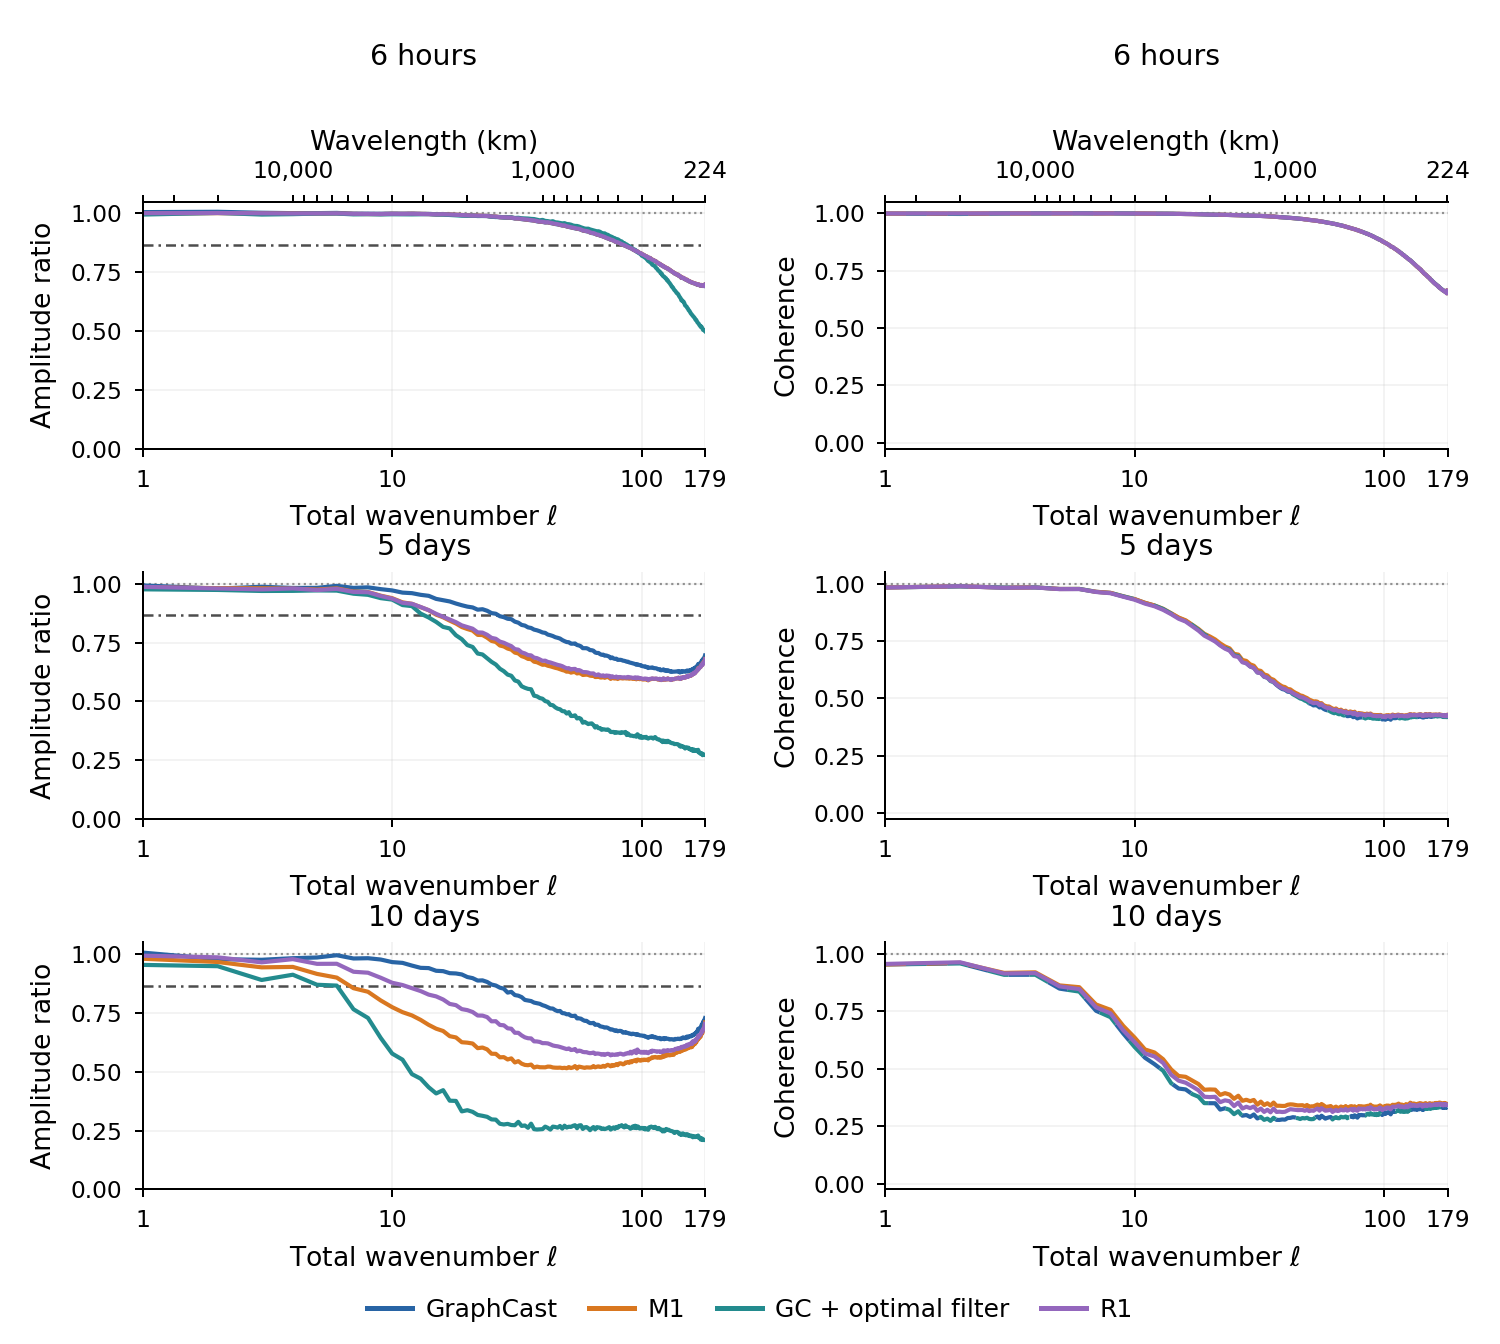 6 hours 6 hours
Wavelength (km) Wavelength (km)
10,000 1,000 224 10,000 1,000 224
Amplitude ratio
1.00
0.75
0.50
0.25
0.00
1 10 100 179
Total wavenumber ℓ
Coherence
1.00
0.75
0.50
0.25
0.00
1 10 100 179
Total wavenumber ℓ
5 days 5 days
Amplitude ratio
1.00
0.75
0.50
0.25
0.00
1 10 100 179
Total wavenumber ℓ
Coherence
1.00
0.75
0.50
0.25
0.00
1 10 100 179
Total wavenumber ℓ
10 days 10 days
Amplitude ratio
1.00
0.75
0.50
0.25
0.00
1 10 100 179
Total wavenumber ℓ
Coherence
1.00
0.75
0.50
0.25
0.00
1 10 100 179
Total wavenumber ℓ
GraphCast M1 GC + optimal filter R1